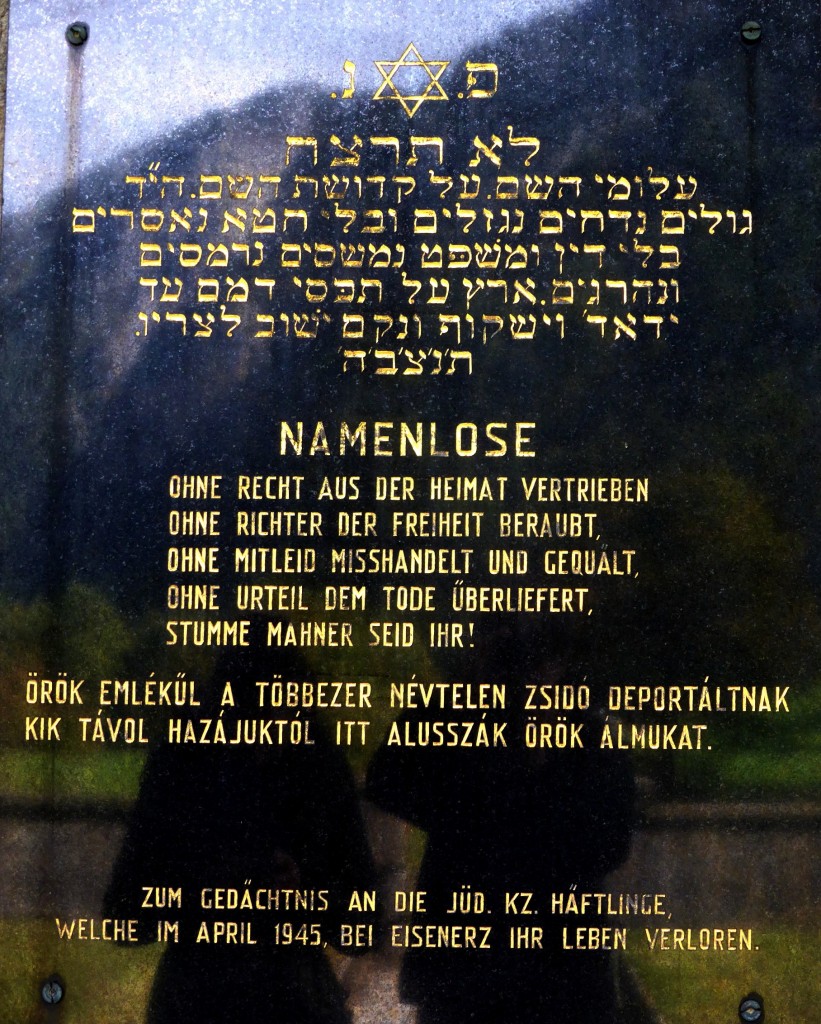 פ. נ.
לא תרצח
עלומי השם.על קדושת השם.הי"ד
גולים נדחים נגזלים ובלי חטא נאסרים
בלי דין ומשפט נמשסים נרמסים
ונהרגים.ארץ על תכסי דמם עד
וישקוף ונקם ישוב לצריו.
ת'נ'צ'ב'ה'
NAMENLOSE
OHNE RECHT AUS DER HEIMAT VERTRIEBEN
OHNE RICHTER DER FREIHEIT BERAUBT,
OHNE MITLEID MISSHANDELT UND GEQUÄLT,
OHNE URTEIL DEM TODE ÜBERLIEFERT,
STUMME MAHNER SEID IHR!
ÖRÖK EMLÉKŰL A TÖBBEZER NÉVTELEN ZSIDÓ DEPORTÁLTNAK
KIK TÁVOL HAZÁJUKTÓL ITT ALUSSZÁK ÖRÖK ÁLMUKAT.
ZUM GEDÄCHTNIS AN DIE JÜD. KZ. HÄFTLINGE,
WELCHE IM APRIL 1945, BEI EISENERZ IHR LEBEN VERLOREN.